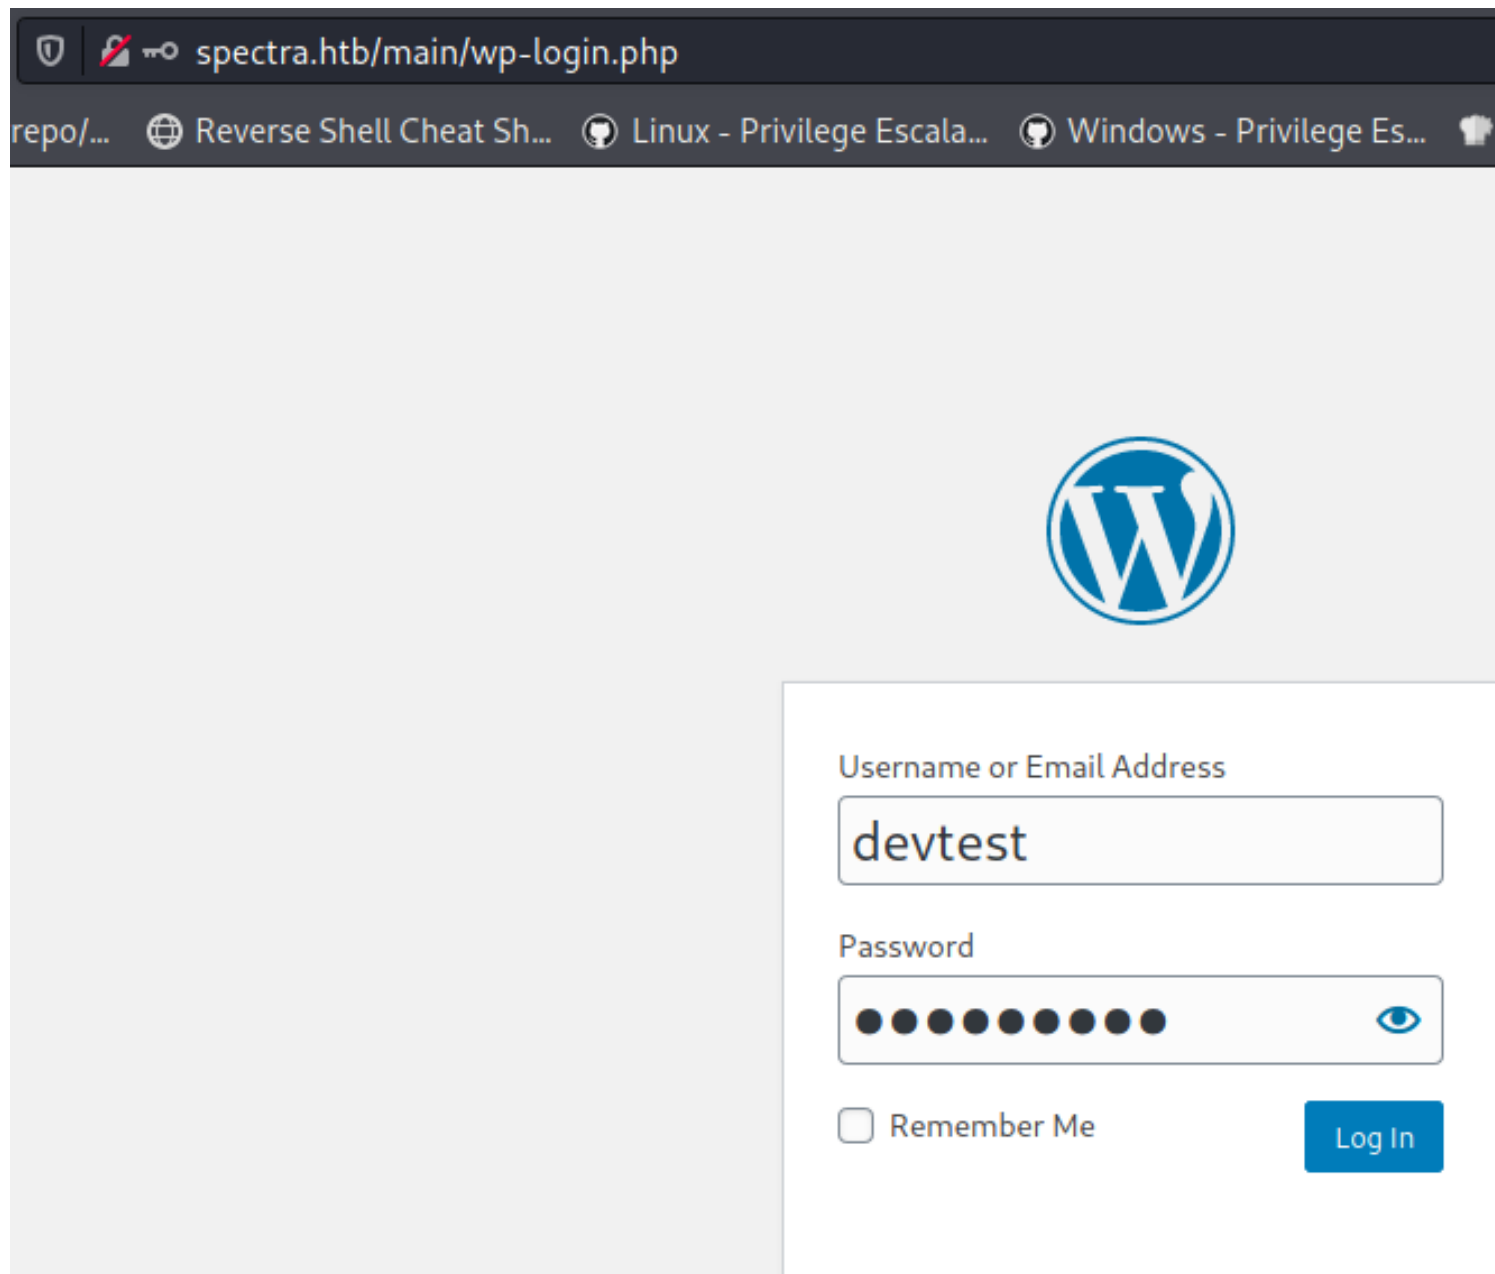 spectra.htb/main/wp-login.php
repo/... Reverse Shell Cheat Sh... Linux - Privilege Escala... Windows - Privilege Es...
Username or Email Address
devtest
Password
Remember Me
Log In